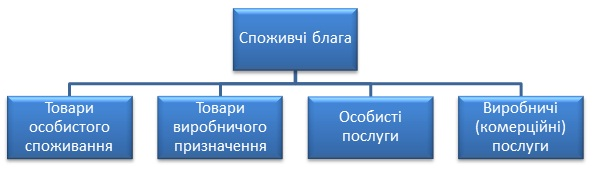 Споживчі блага
Товари
особистого
споживання
Товари
виробничого
призначення
Особисті
послуги
Виробничі
(комерційні)
послуги